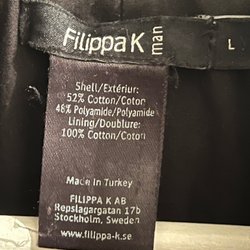 Filippa K man
L
Shell/Extériur:
52% Cotton/Coton
48% Polyamide/Polyamide
Lining/Doublure:
100% Cotton/Coton
Made in Turkey
FILIPPA K AB
Repslagargatan 17b
Stockholm, Sweden
www.filippa-k.se